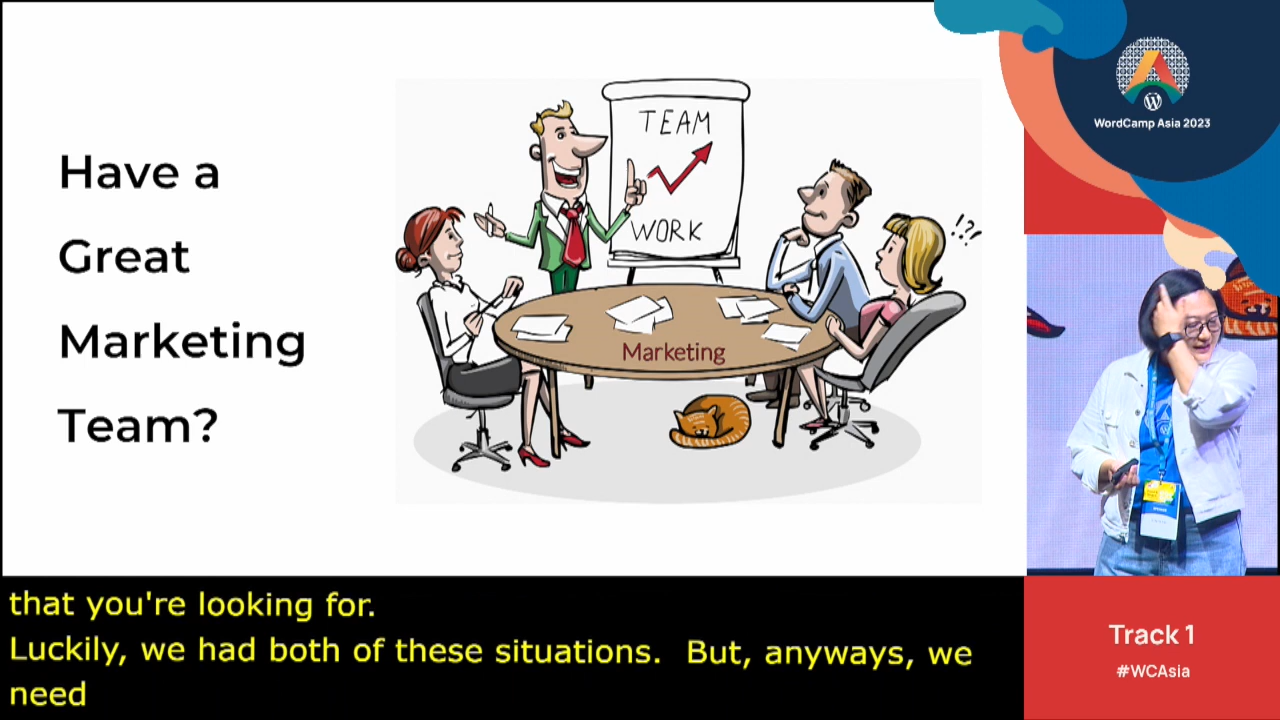 Have a
Great
Marketing
Team?
TEAM
WORK
!?!
Marketing
WordCamp Asia 2023
that you're looking for.
Luckily, we had both of these situations.  But, anyways, we
need
Track 1
#WCAsia